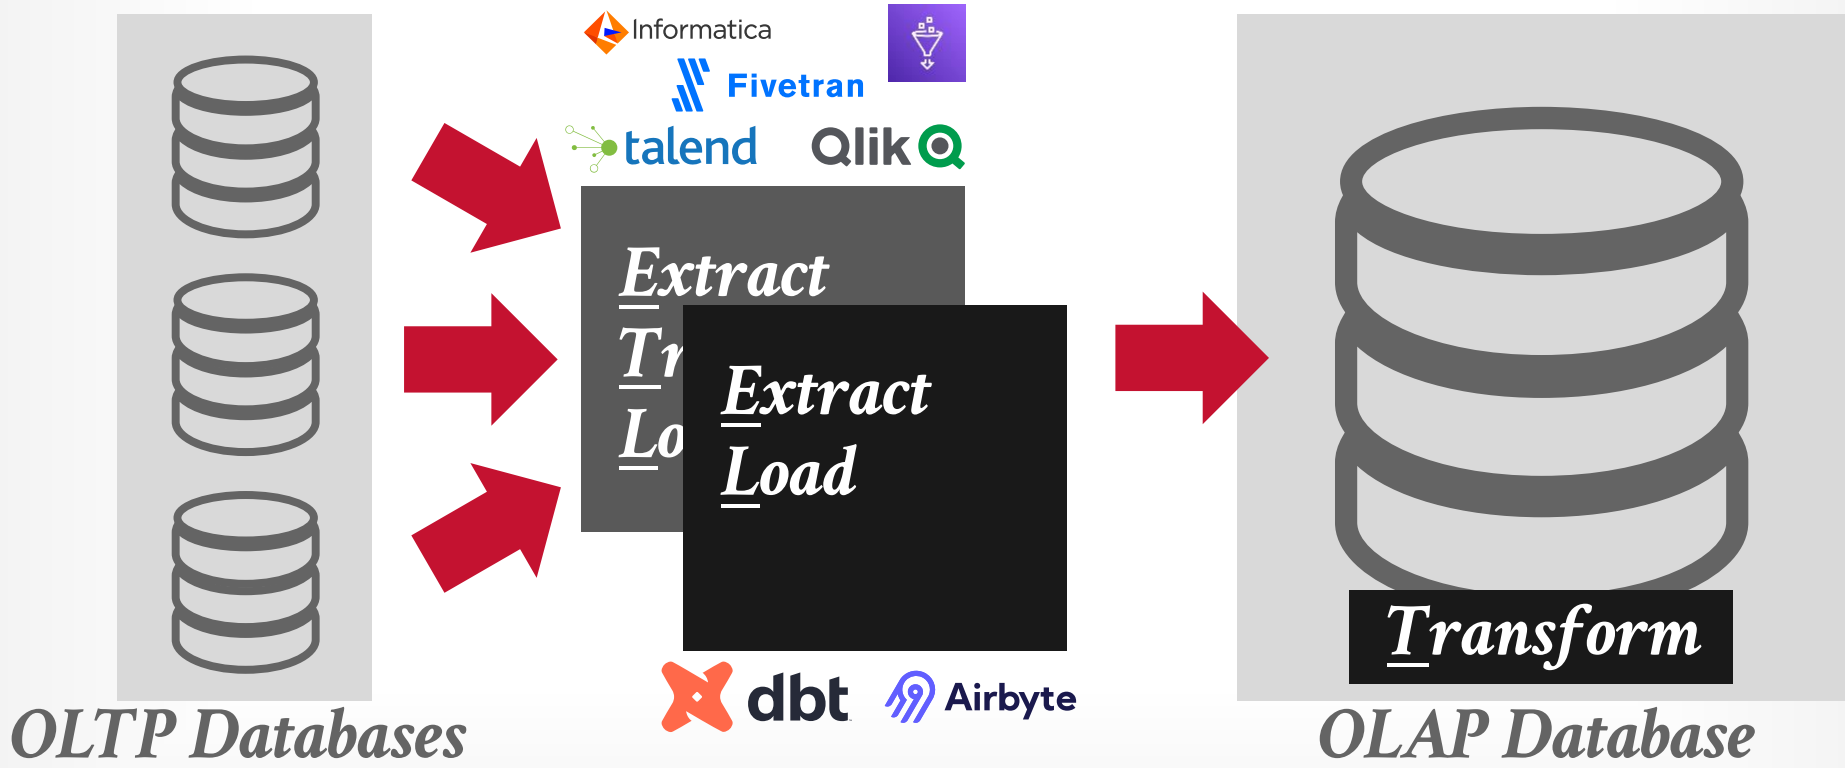 Informatica
Fivetran
talend
Qlik
Extract
Tr
Lo
Extract
Load
dbt
Airbyte
Transform
OLTP Databases
OLAP Database